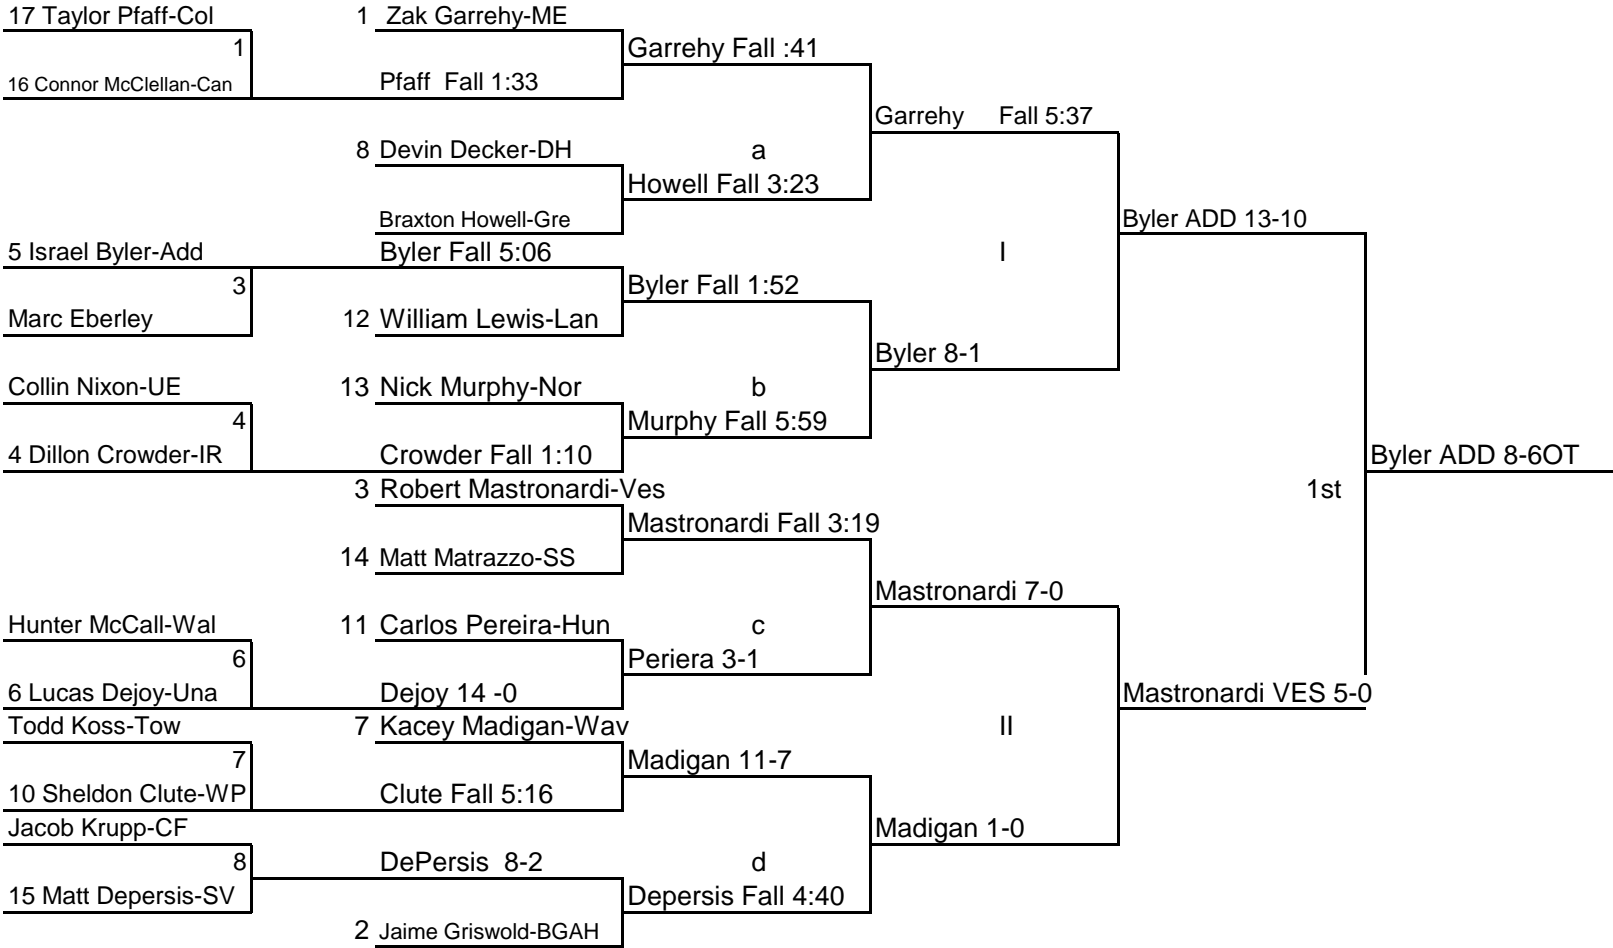 17 Taylor Pfaff-Col
1 Zak Garrehy-ME
1
Garrehy Fall :41
16 Connor McClellan-Can
Pfaff Fall 1:33
Garrehy Fall 5:37
8 Devin Decker-DH
a
Howell Fall 3:23
Braxton Howell-Gre
Byler ADD 13-10
5 Israel Byler-Add
Byler Fall 5:06
I
3
Byler Fall 1:52
Marc Eberley
12 William Lewis-Lan
Byler 8-1
Collin Nixon-UE
13 Nick Murphy-Nor
b
4
Murphy Fall 5:59
4 Dillon Crowder-IR
Crowder Fall 1:10
Byler ADD 8-6OT
3 Robert Mastronardi-Ves
1st
Mastronardi Fall 3:19
14 Matt Matrazzo-SS
Mastronardi 7-0
Hunter McCall-Wal
11 Carlos Pereira-Hun
c
6
Periera 3-1
6 Lucas Dejoy-Una
Dejoy 14 -0
Mastronardi VES 5-0
Todd Koss-Tow
7 Kacey Madigan-Wav
II
7
Madigan 11-7
10 Sheldon Clute-WP
Clute Fall 5:16
Jacob Krupp-CF
Madigan 1-0
8
DePersis 8-2
d
15 Matt Depersis-SV
Depersis Fall 4:40
2 Jaime Griswold-BGAH